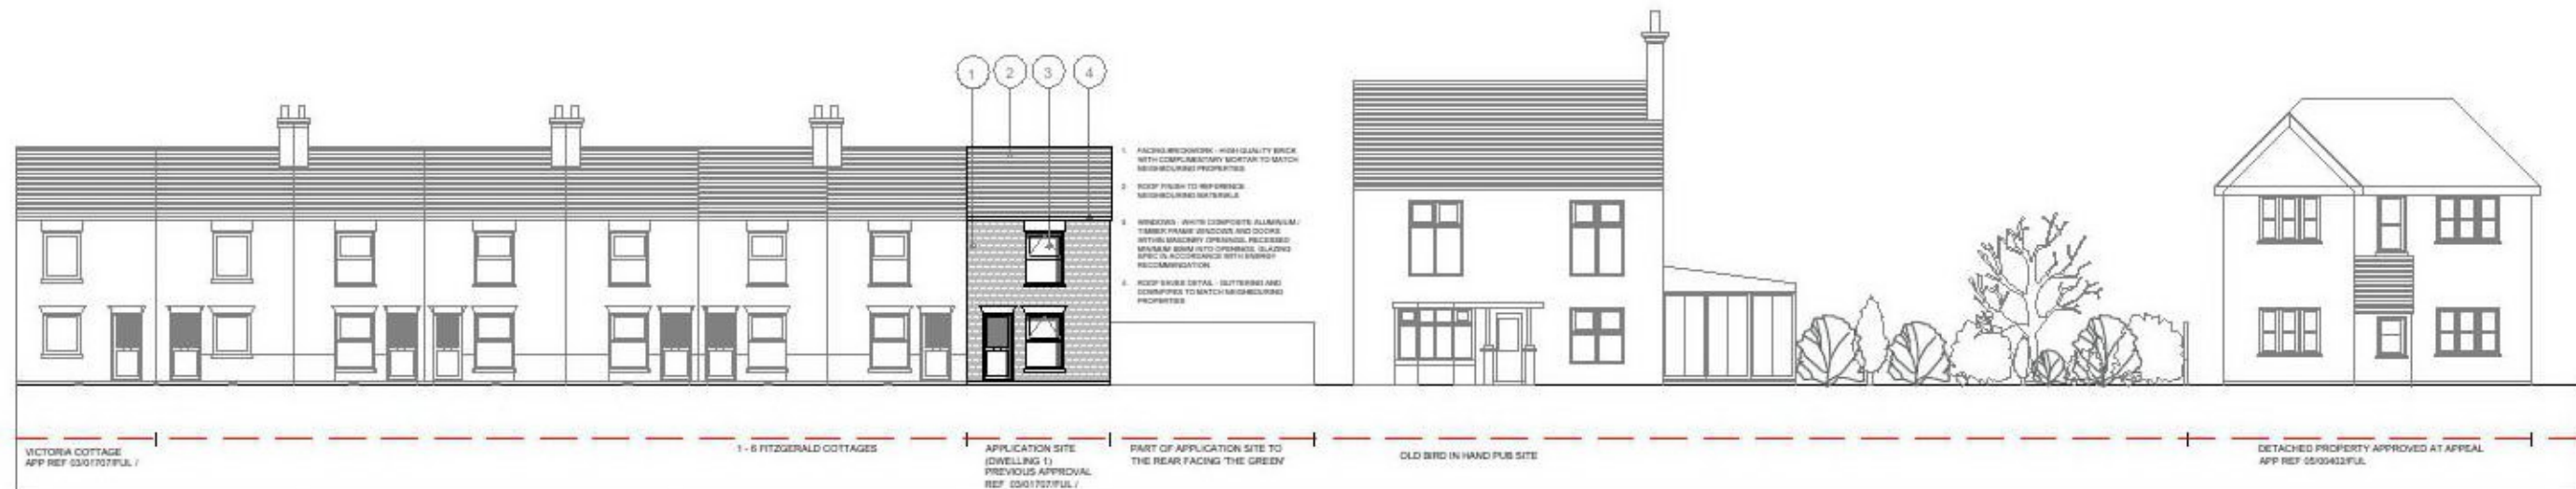 1 2 3 4
1. FACING BRICKWORK - HIGH QUALITY BRICK
WITH COMPLIMENTARY MORTAR TO MATCH
NEIGHBOURING PROPERTIES
2. ROOF FINISH TO REFERENCE
NEIGHBOURING MATERIALS
3. WINDOWS - WHITE COMPOSITE ALUMINIUM /
TIMBER FRAME WINDOWS AND DOORS
WITHIN MASONRY OPENINGS, RECESSED
MINIMUM INTO OPENINGS. GLAZING
SPEC IN ACCORDANCE WITH ENERGY
RECOMMENDATION.
4. ROOF EAVES DETAIL - GUTTERING AND
DOWNPIPES TO MATCH NEIGHBOURING
PROPERTIES
VICTORIA COTTAGE
APP REF 03/01707/FUL /
1 - 6 FITZGERALD COTTAGES
APPLICATION SITE
(DWELLING 1)
PREVIOUS APPROVAL
REF 03/01707/FUL /
PART OF APPLICATION SITE TO
THE REAR FACING 'THE GREEN'
OLD BIRD IN HAND PUB SITE
DETACHED PROPERTY APPROVED AT APPEAL
APP REF 05/00402/FUL